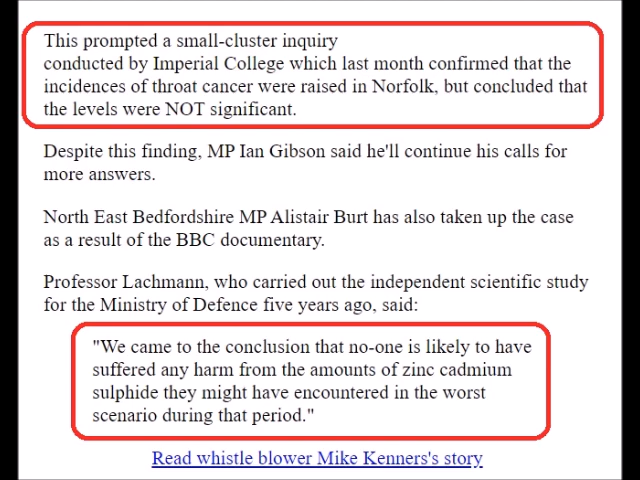 This prompted a small-cluster inquiry
conducted by Imperial College which last month confirmed that the
incidences of throat cancer were raised in Norfolk, but concluded that
the levels were NOT significant.
Despite this finding, MP Ian Gibson said he'll continue his calls for
more answers.
North East Bedfordshire MP Alistair Burt has also taken up the case
as a result of the BBC documentary.
Professor Lachmann, who carried out the independent scientific study
for the Ministry of Defence five years ago, said:
"We came to the conclusion that no-one is likely to have
suffered any harm from the amounts of zinc cadmium
sulphide they might have encountered in the worst
scenario during that period."
Read whistle blower Mike Kenners's story